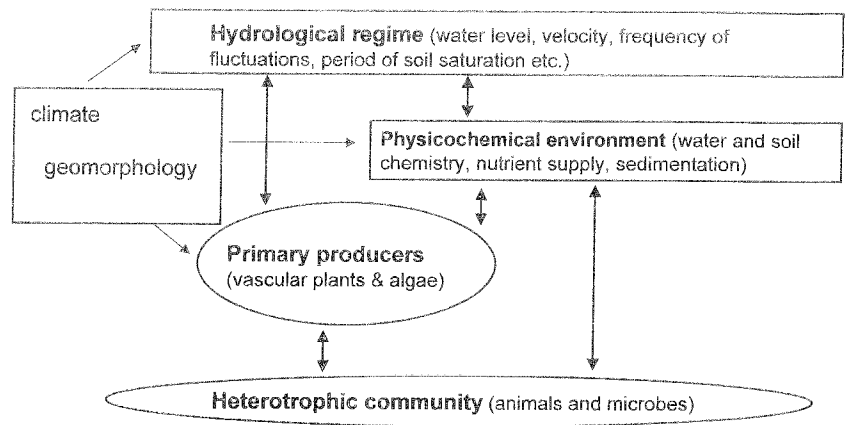 Hydrological regime (water level, velocity, frequency of
fluctuations, period of soil saturation etc.)
climate
geomorphology
Physicochemical environment (water and soil
chemistry, nutrient supply, sedimentation)
Primary producers
(vascular plants & algae)
Heterotrophic community (animals and microbes)